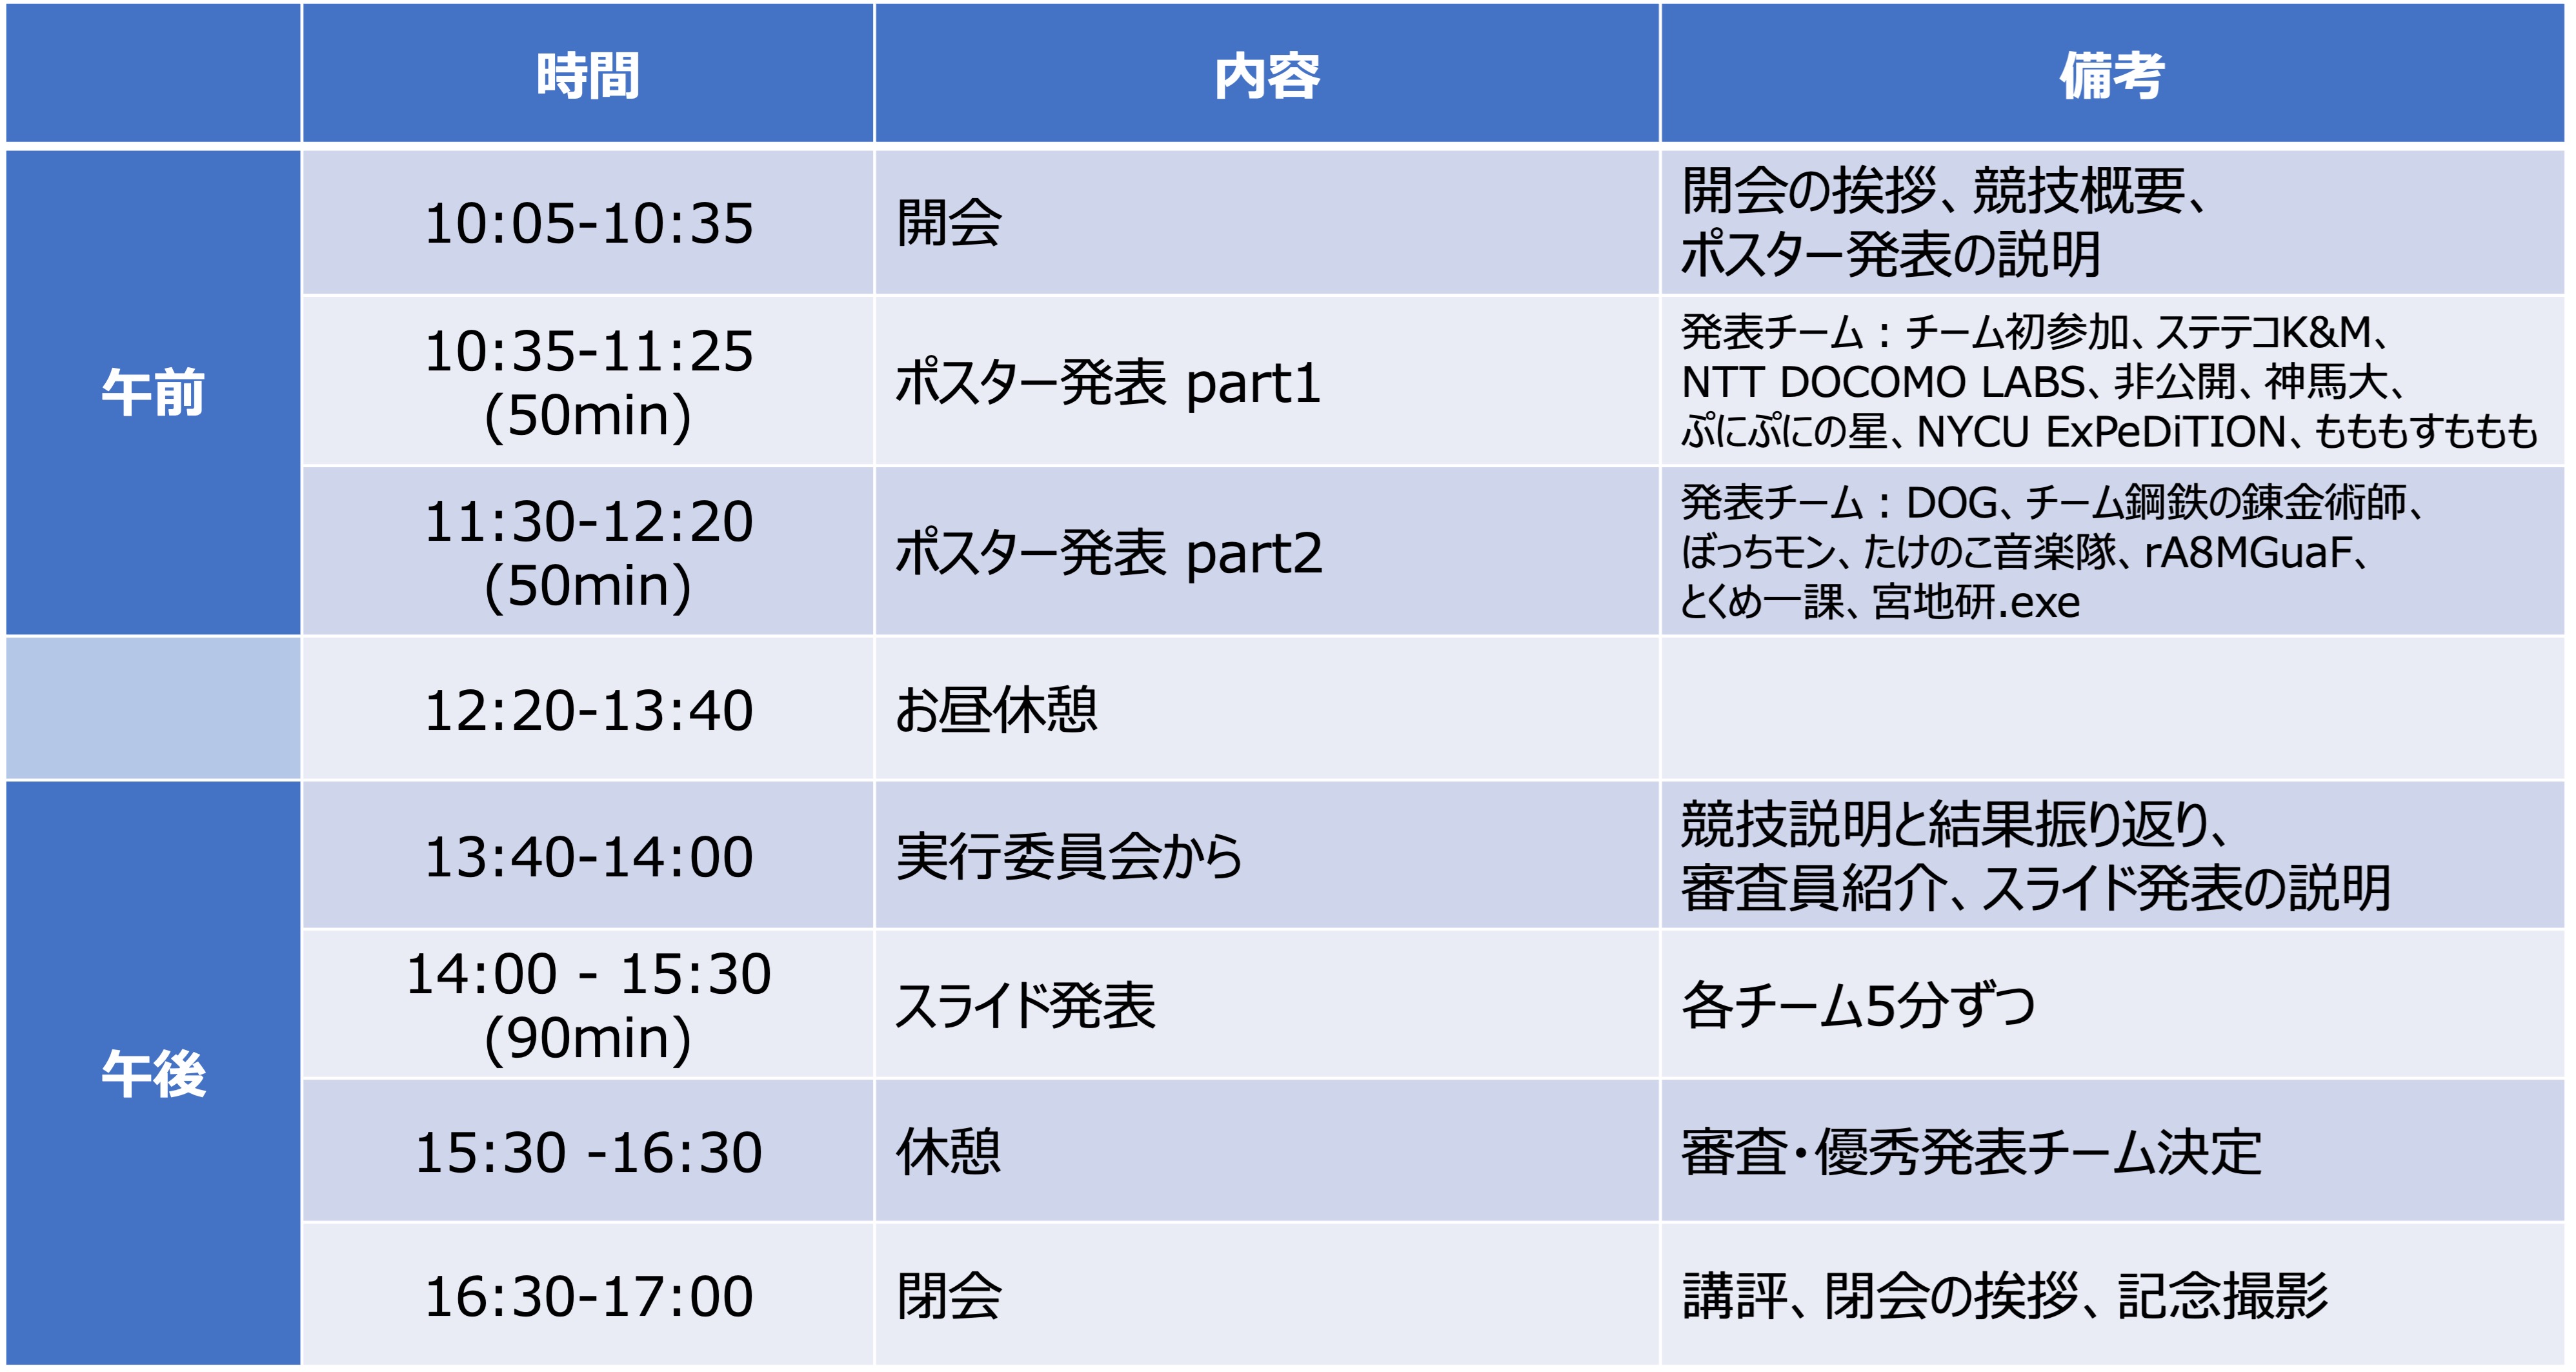 時間 内容 備考
午前
10:05-10:35
開会
開会の挨拶、競技概要、
ポスター発表の説明
10:35-11:25
(50min)
ポスター発表 part1
発表チーム：チーム初参加、ステテコK&M、
NTT DOCOMO LABS、非公開、神馬大、
ぷにぷにの星、NYCU ExPeDiTION、もももすももも
11:30-12:20
(50min)
ポスター発表 part2
発表チーム：DOG、チーム鋼鉄の錬金術師、
ぼっちモン、たけのこ音楽隊、rA8MGuaF、
とくめ一課、宮地研.exe
12:20-13:40
お昼休憩
午後
13:40-14:00
実行委員会から
競技説明と結果振り返り、
審査員紹介、スライド発表の説明
14:00 - 15:30
(90min)
スライド発表
各チーム5分ずつ
15:30 -16:30
休憩
審査・優秀発表チーム決定
16:30-17:00
閉会
講評、閉会の挨拶、記念撮影